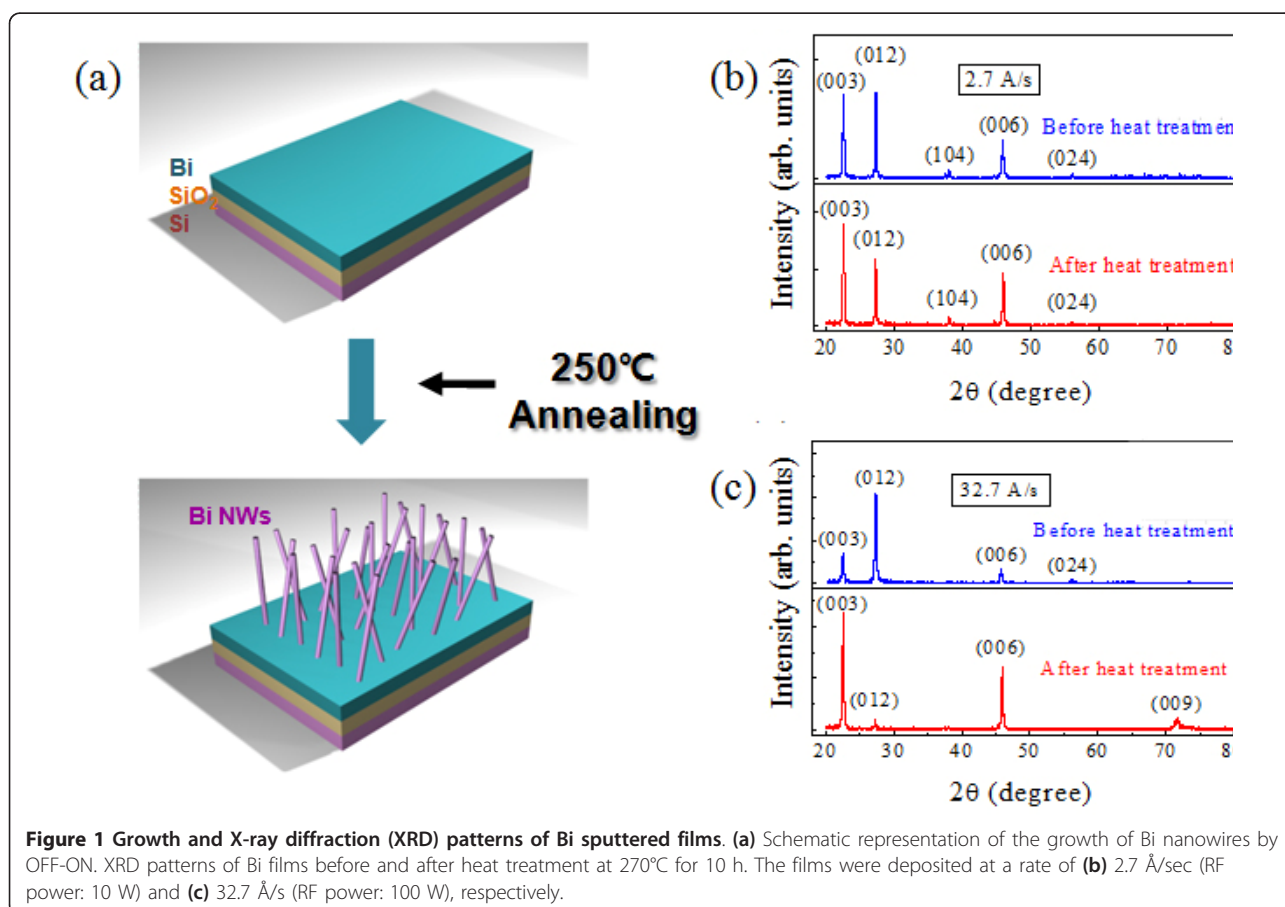 (a)
Bi
SiO2
Si
250℃
Annealing
Bi NWs
(b)
(003)
(012)
2.7 A/s
(104)
(006)
(024)
Before heat treatmen
(003)
(012)
(104)
(006)
(024)
After heat treatment
Intensity (arb. units)
20 30 40 50 60 70 8
2θ (degree)
(c)
(003)
(012)
32.7 A/s
(006)
(024)
Before heat treatment
(003)
(012)
(006)
(009)
After heat treatment
Intensity (arb. units)
20 30 40 50 60 70 8
2θ (degree)
Figure 1 Growth and X-ray diffraction (XRD) patterns of Bi sputtered films. (a) Schematic representation of the growth of Bi nanowires by
OFF-ON. XRD patterns of Bi films before and after heat treatment at 270°C for 10 h. The films were deposited at a rate of (b) 2.7 Å/sec (RF
power: 10 W) and (c) 32.7 Å/s (RF power: 100 W), respectively.